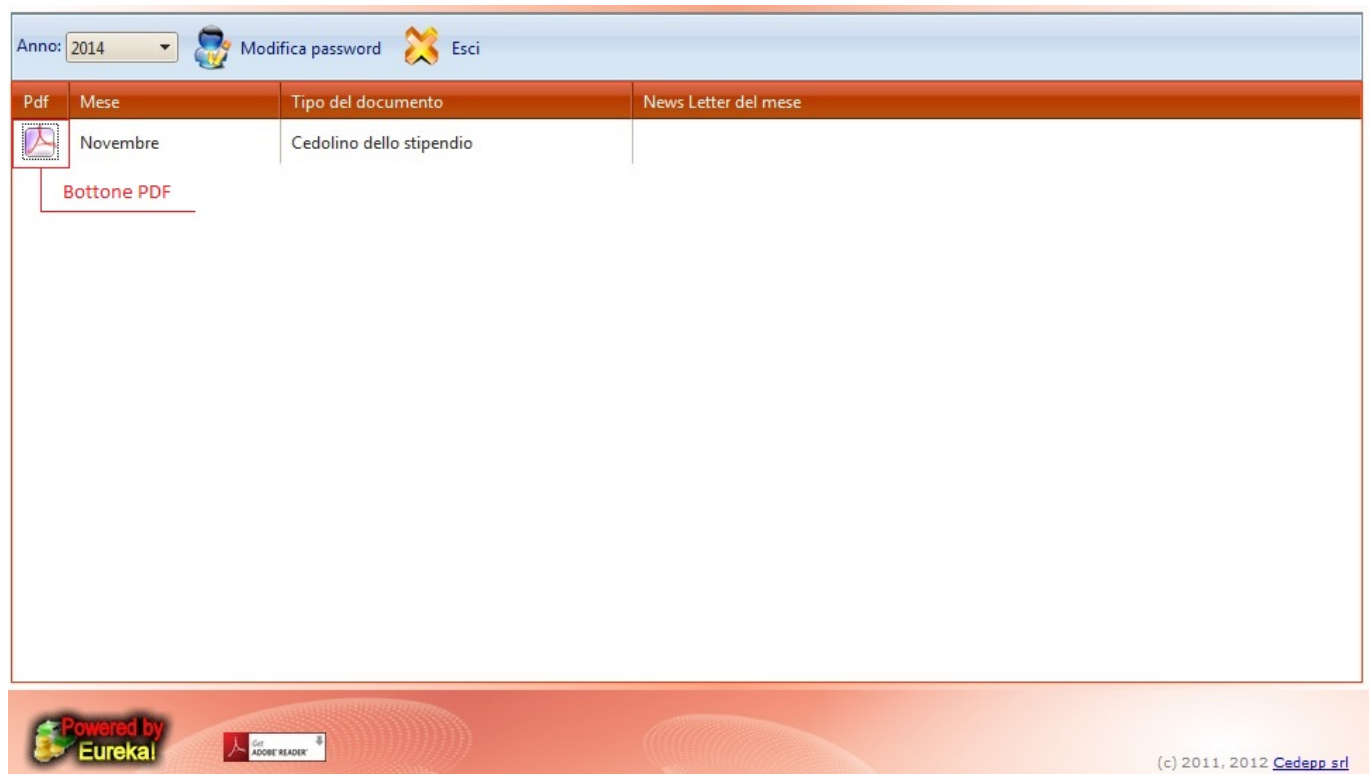 Anno: 2014 Modifica password Esci
Pdf Mese Tipo del documento News Letter del mese
Novembre Cedolino dello stipendio
Bottone PDF
Powered by
Eureka!
Get
ADOBE® READER®
(c) 2011, 2012 Cedepp srl